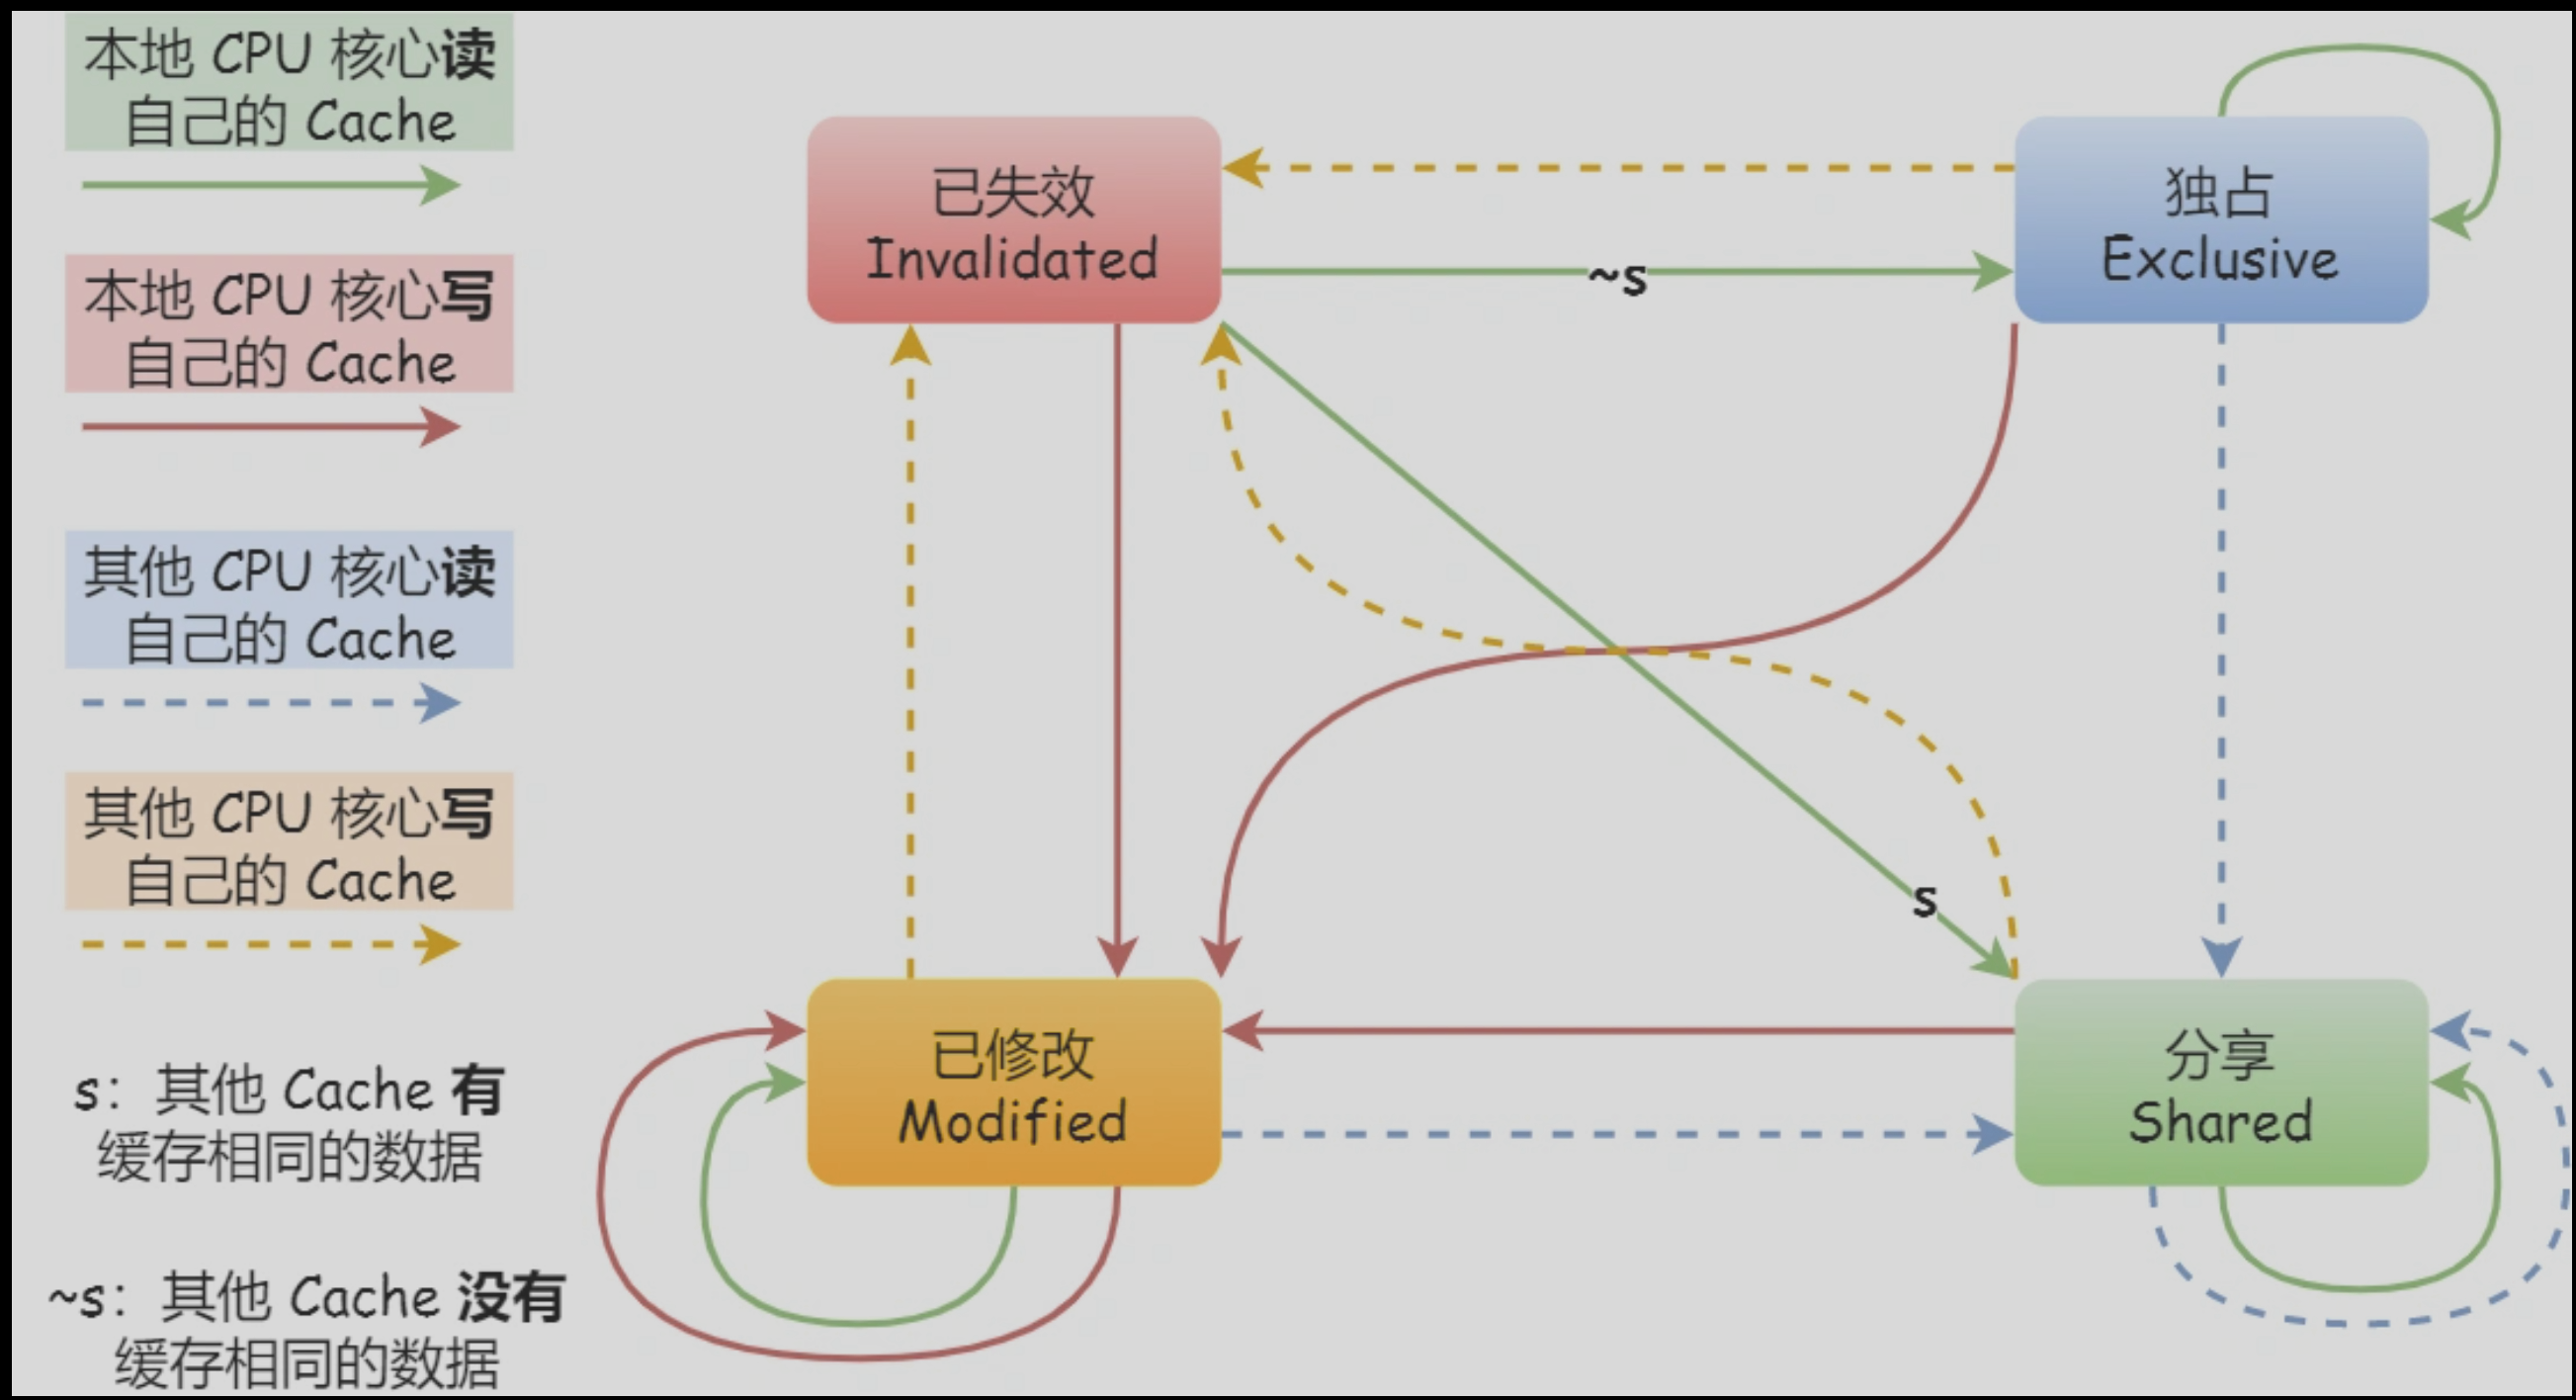 本地 CPU 核心读
自己的 Cache
本地 CPU 核心写
自己的 Cache
其他 CPU 核心读
自己的 Cache
其他 CPU 核心写
自己的 Cache
s：其他 Cache 有
缓存相同的数据
~s：其他 Cache 没有
缓存相同的数据
已失效
Invalidated
~s
独占
Exclusive
s
已修改
Modified
分享
Shared